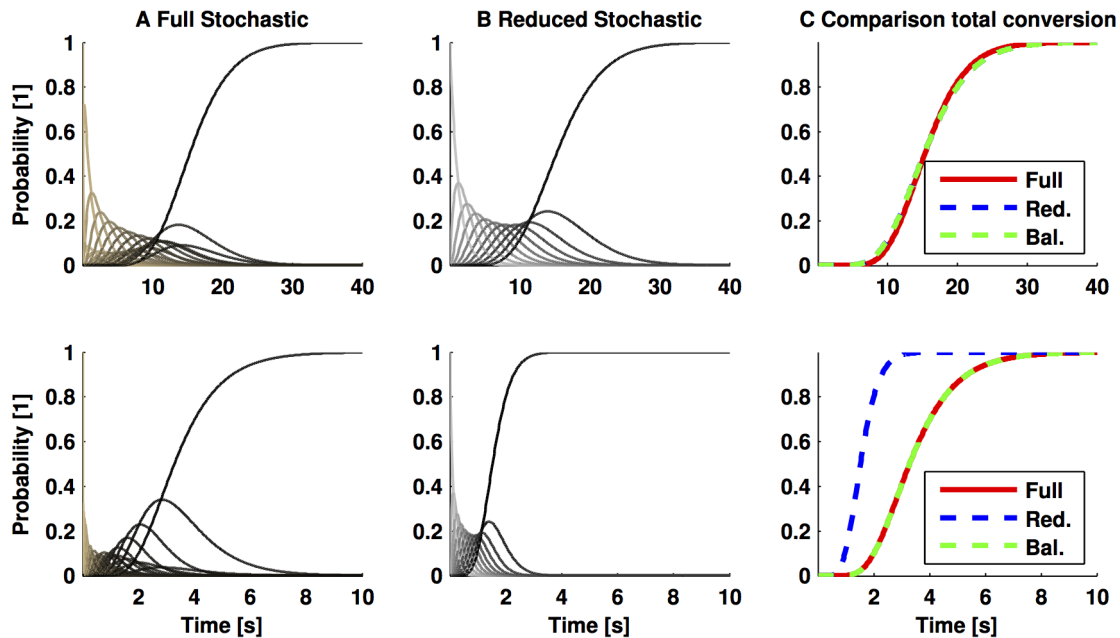 A Full Stochastic
B Reduced Stochastic
C Comparison total conversion
Probability [1]
1
0.8
0.6
0.4
0.2
0
10 20 30 40
1
0.8
0.6
0.4
0.2
0
10 20 30 40
1
0.8
0.6
0.4
0.2
0
10 20 30 40
Full
Red.
Bal.
Probability [1]
1
0.8
0.6
0.4
0.2
0
2 4 6 8 10
Time [s]
1
0.8
0.6
0.4
0.2
0
2 4 6 8 10
Time [s]
1
0.8
0.6
0.4
0.2
0
2 4 6 8 10
Time [s]
Full
Red.
Bal.